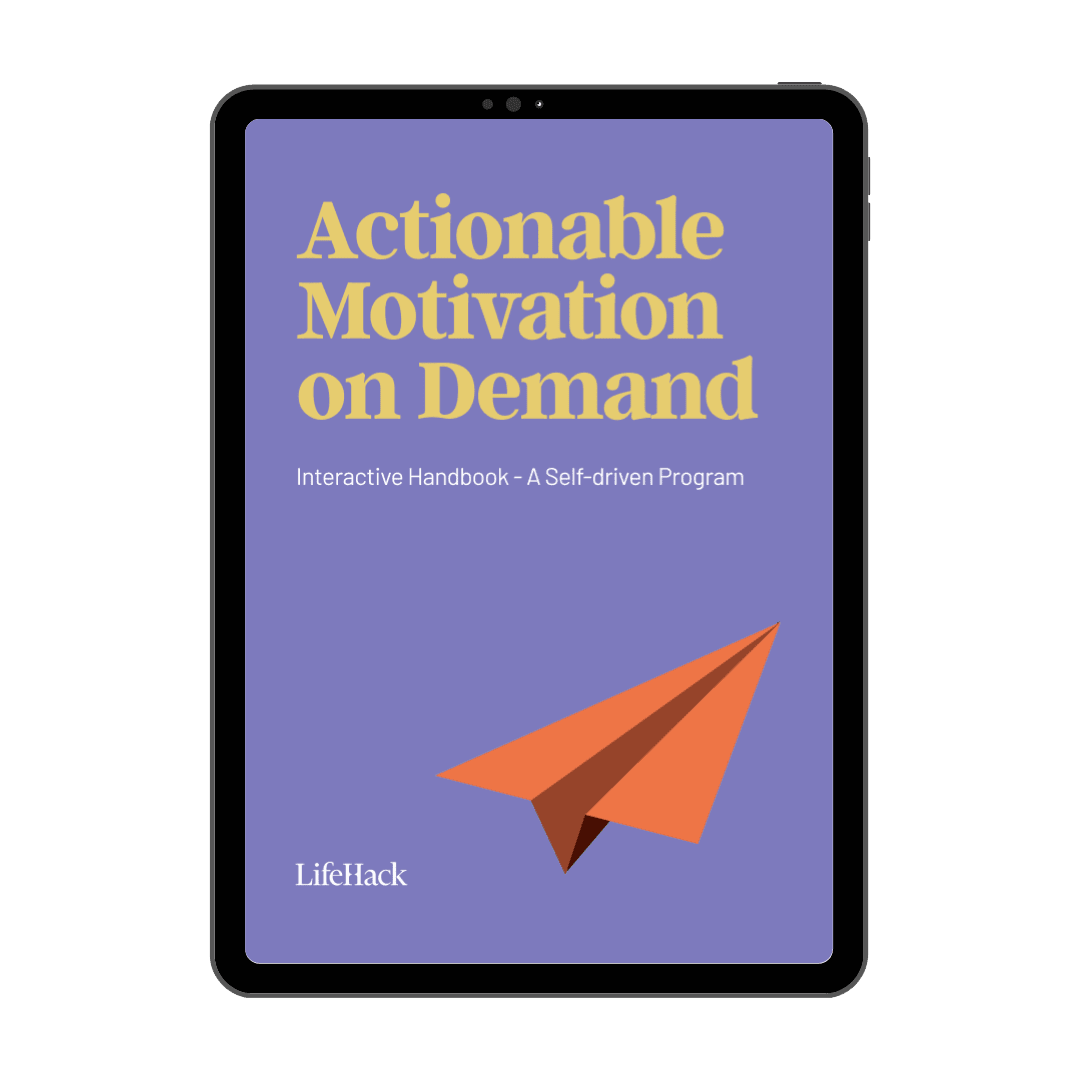 Actionable
Motivation
on Demand
Interactive Handbook - A Self-driven Program
LifeHack